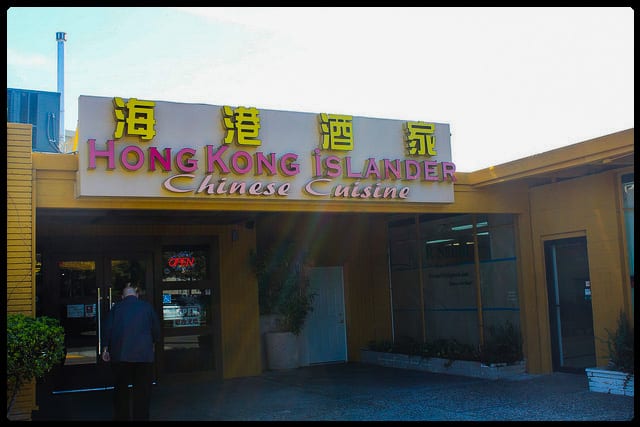 海港酒家
HONG KONG ISLANDER
Chinese Cuisine
OPEN